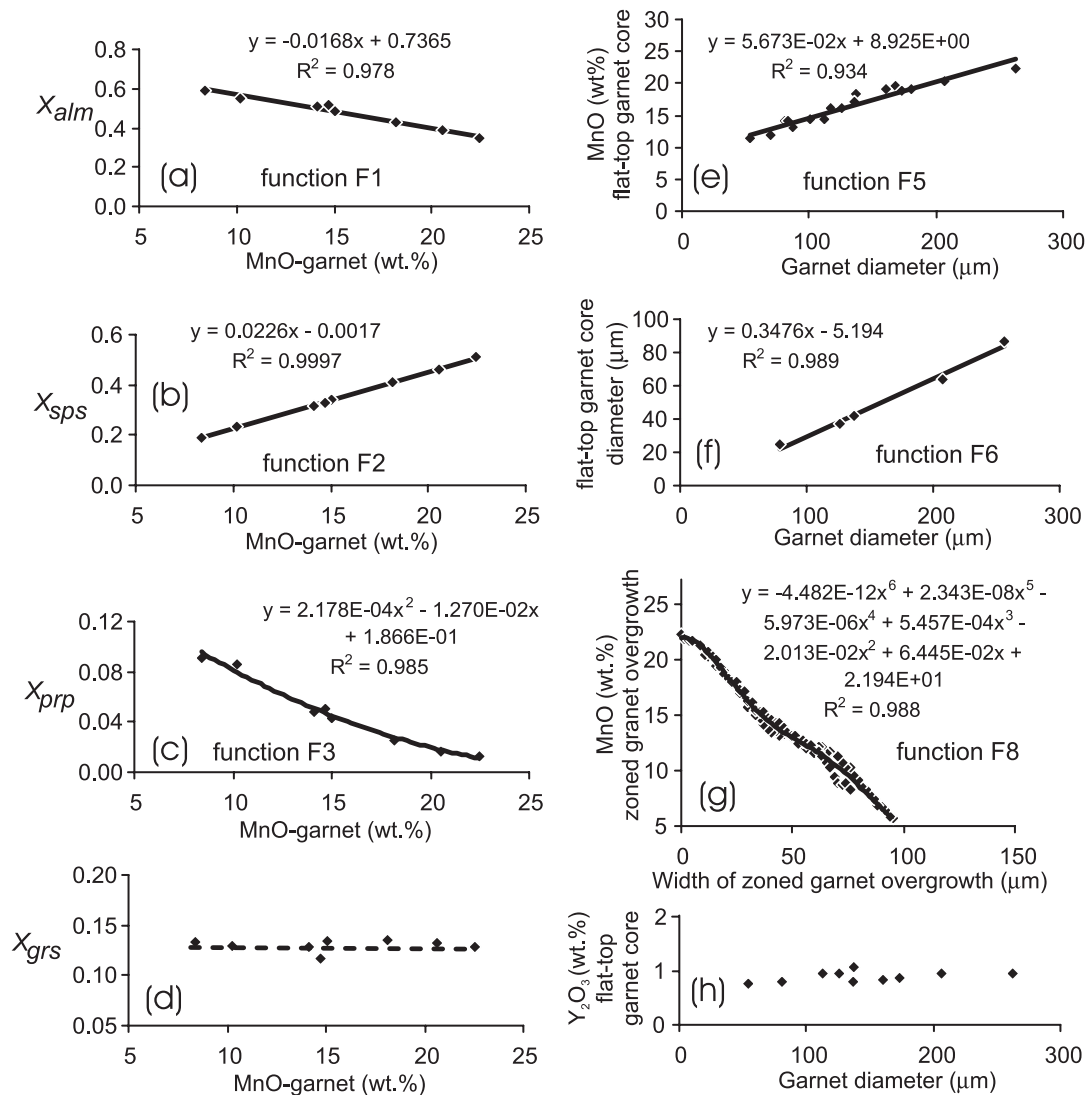 y = -0.0168x + 0.7365
R² = 0.978
X_alm
0.8
0.6
0.4
0.2
0.0
(a)
function F1
5 10 15 20 25
MnO-garnet (wt.%)
y = 0.0226x - 0.0017
R² = 0.9997
X_sps
0.6
0.4
0.2
0.0
(b)
function F2
5 10 15 20 25
MnO-garnet (wt.%)
y = 2.178E-04x² - 1.270E-02x
+ 1.866E-01
R² = 0.985
X_prp
0.12
0.08
0.04
0.00
(c)
function F3
5 10 15 20 25
MnO-garnet (wt.%)
X_grs
0.20
0.15
0.10
0.05
(d)
5 10 15 20 25
MnO-garnet (wt.%)
y = 5.673E-02x + 8.925E+00
R² = 0.934
MnO (wt%)
flat-top garnet core
30
25
20
15
10
5
0
(e)
function F5
0 100 200 300
Garnet diameter (μm)
y = 0.3476x - 5.194
R² = 0.989
flat-top garnet core
diameter (μm)
100
80
60
40
20
0
(f)
function F6
0 100 200 300
Garnet diameter (μm)
y = -4.482E-12x⁶ + 2.343E-08x⁵ -
5.973E-06x⁴ + 5.457E-04x³ -
2.013E-02x² + 6.445E-02x +
2.194E+01
R² = 0.988
MnO (wt.%)
zoned granet overgrowth
25
20
15
10
5
(g)
function F8
0 50 100 150
Width of zoned garnet overgrowth (μm)
Y₂O₃ (wt.%)
flat-top
garnet core
2
1
0
(h)
0 100 200 300
Garnet diameter (μm)